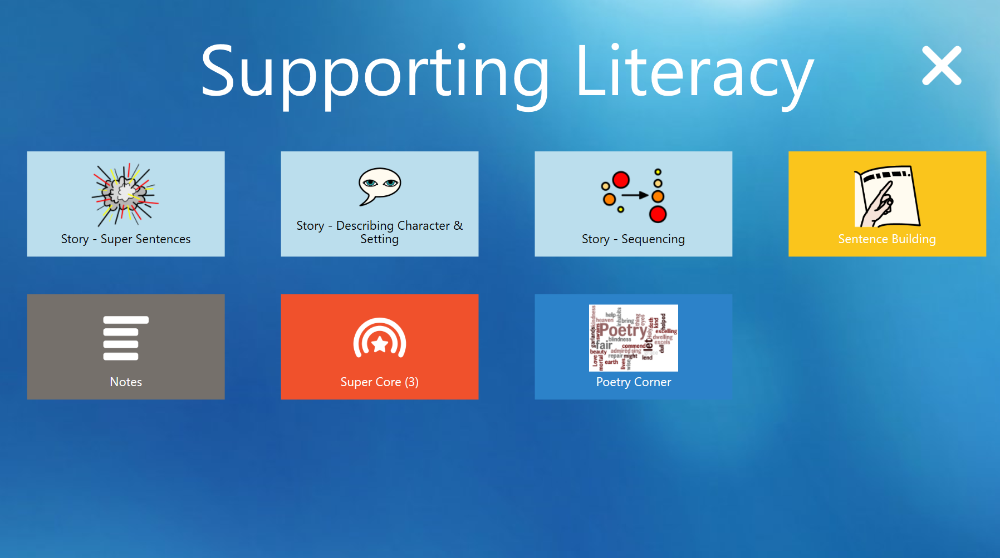 Supporting Literacy
Story - Super Sentences
Story - Describing Character &
Setting
Story - Sequencing
Sentence Building
Notes
Super Core (3)
kindness
help
inhabits
heaven
bring
thing
eyes
doth
kind
helped
garlands
swains
Poetry
Holy
excelling
blindness
dwelling
fair
let
excels
commend
dull
beauty
admired
sing
repair
might
lend
Love
mortal
earth
lives
wise
Poetry Corner